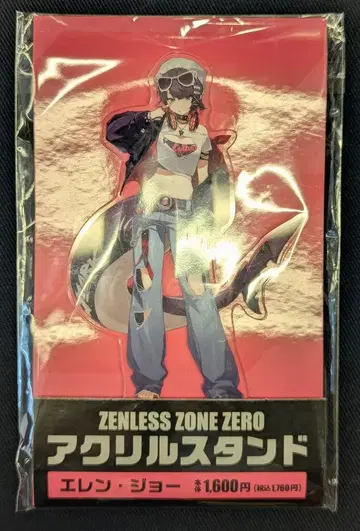 ZENLESS ZONE ZERO
アクリルスタンド
エレン・ジョー 本体 1,600円 (税込1,760円)